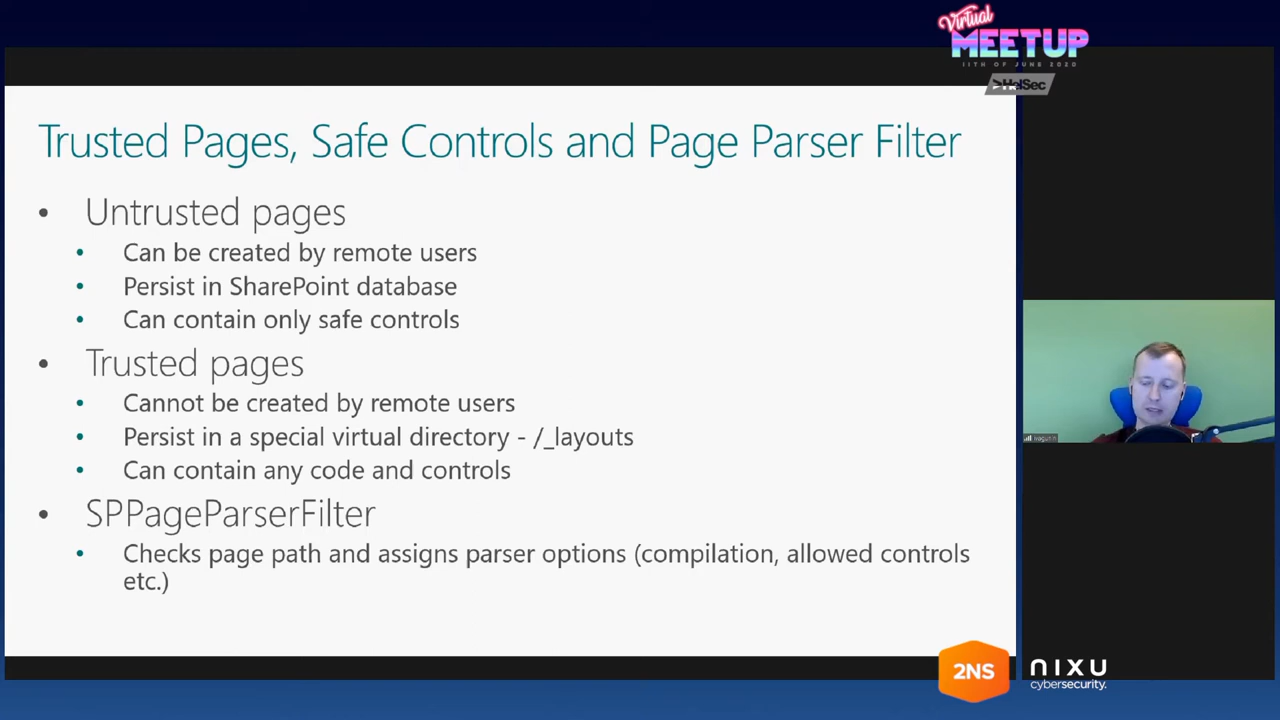 Virtual
MEETUP
11TH OF JUNE 2020
>HelSec
Trusted Pages, Safe Controls and Page Parser Filter
• Untrusted pages
• Can be created by remote users
• Persist in SharePoint database
• Can contain only safe controls
• Trusted pages
• Cannot be created by remote users
• Persist in a special virtual directory - /_layouts
• Can contain any code and controls
• SPPageParserFilter
• Checks page path and assigns parser options (compilation, allowed controls
etc.)
2NS
nixu
cybersecurity.